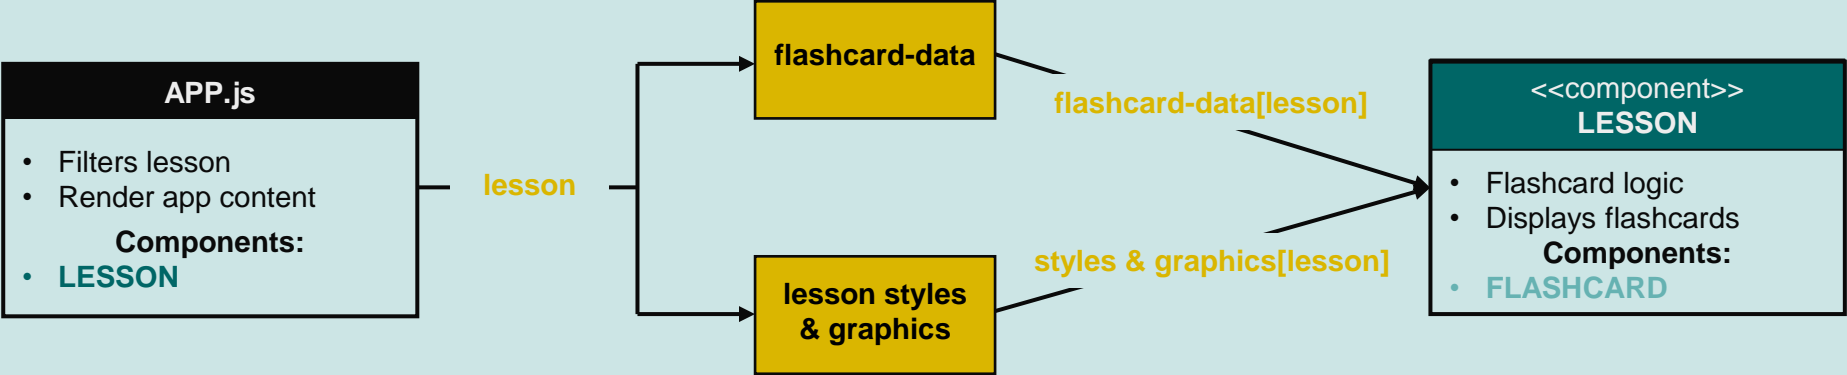 APP.js
• Filters lesson
• Render app content
Components:
• LESSON
lesson
flashcard-data
lesson styles
& graphics
flashcard-data[lesson]
styles & graphics[lesson]
<<component>>
LESSON
• Flashcard logic
• Displays flashcards
Components:
• FLASHCARD